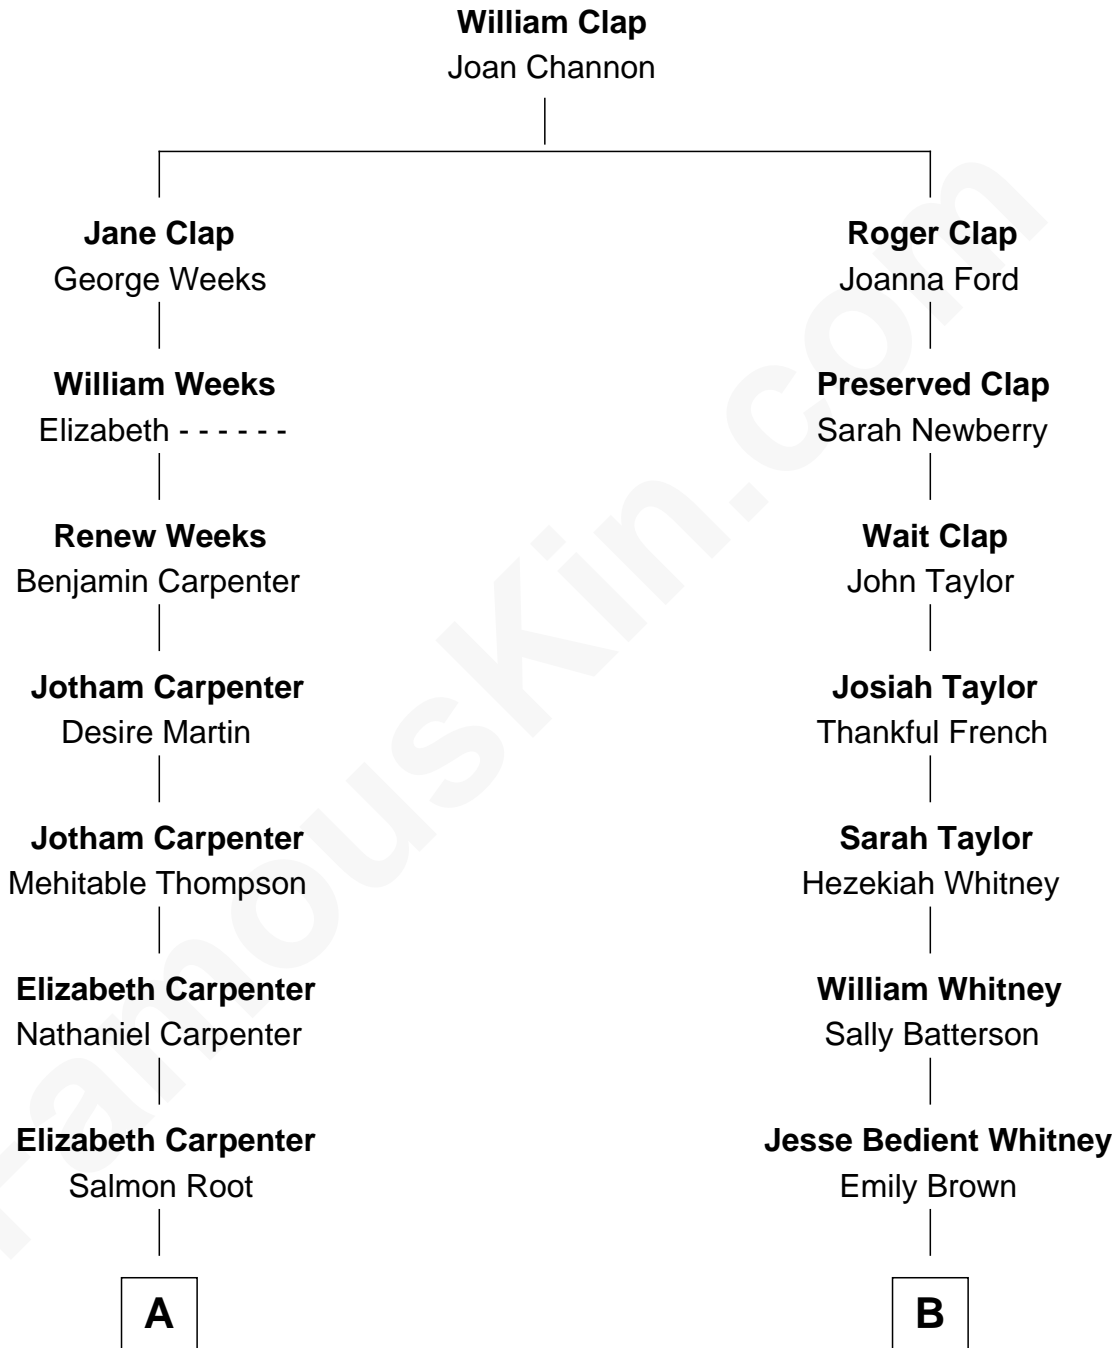 William Clap
Joan Channon
Jane Clap
George Weeks
William Weeks
Elizabeth - - - - - -
Renew Weeks
Benjamin Carpenter
Jotham Carpenter
Desire Martin
Jotham Carpenter
Mehitable Thompson
Elizabeth Carpenter
Nathaniel Carpenter
Elizabeth Carpenter
Salmon Root
A
Roger Clap
Joanna Ford
Preserved Clap
Sarah Newberry
Wait Clap
John Taylor
Josiah Taylor
Thankful French
Sarah Taylor
Hezekiah Whitney
William Whitney
Sally Batterson
Jesse Bedient Whitney
Emily Brown
B
FamousKin.com